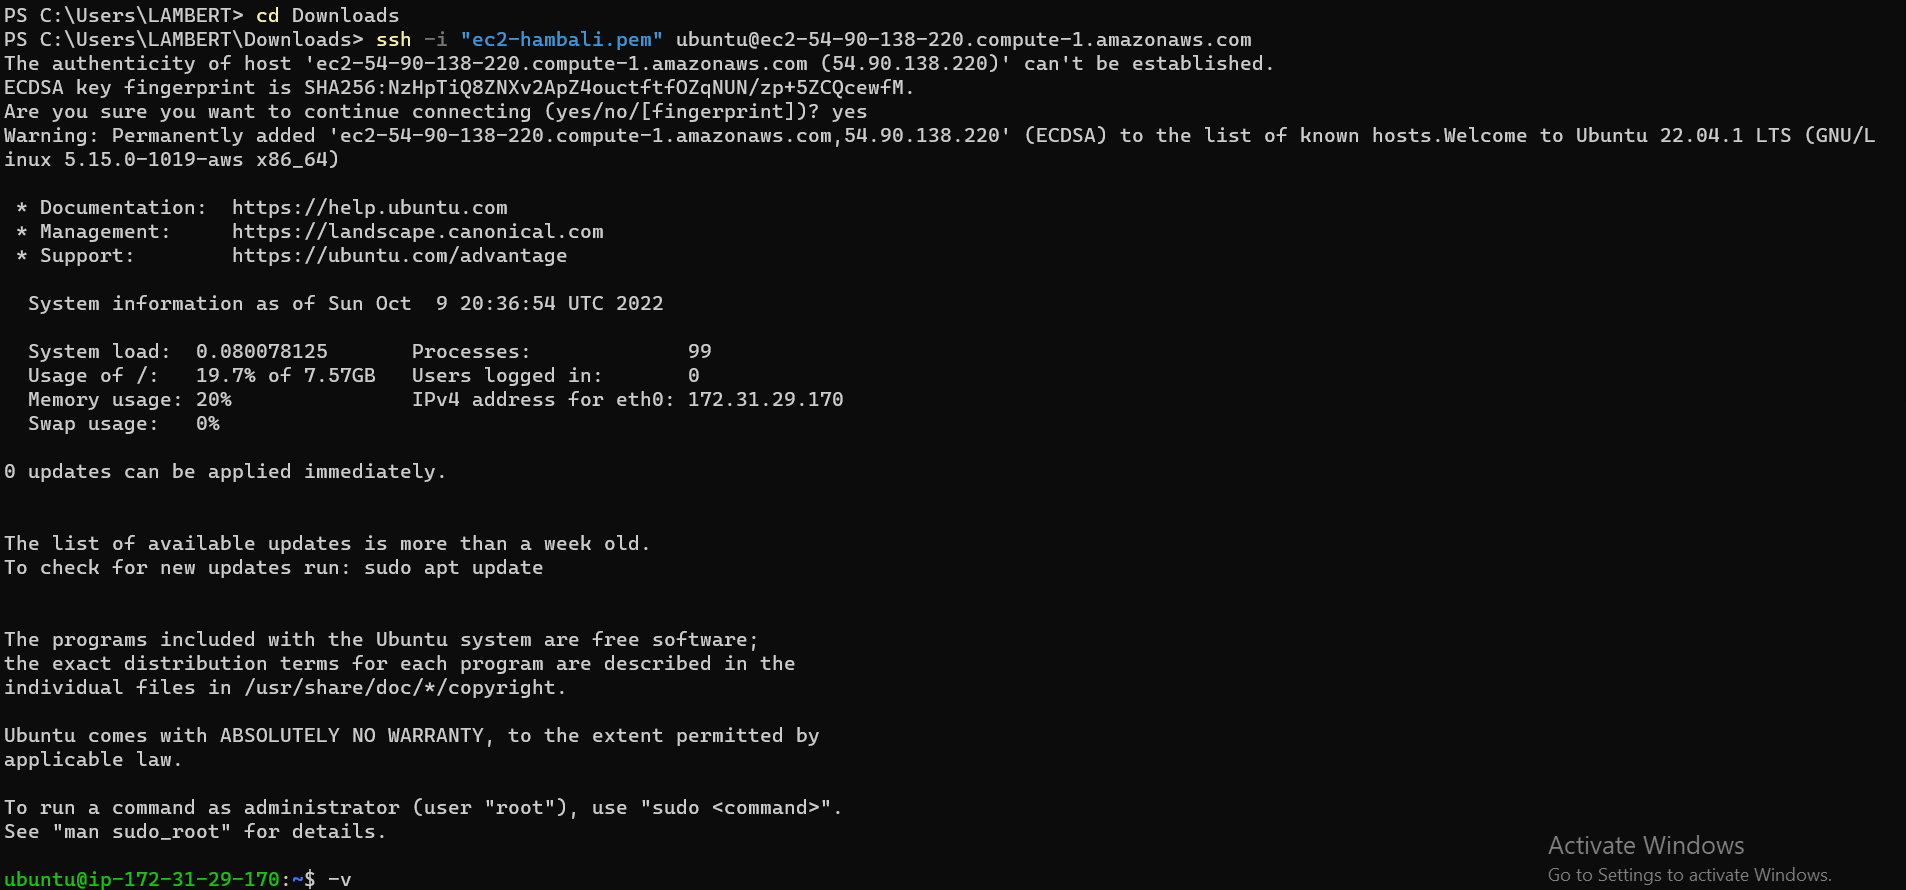 PS C:\Users\LAMBERT> cd Downloads
PS C:\Users\LAMBERT\Downloads> ssh -i "ec2-hambali.pem" ubuntu@ec2-54-90-138-220.compute-1.amazonaws.com
The authenticity of host 'ec2-54-90-138-220.compute-1.amazonaws.com (54.90.138.220)' can't be established.
ECDSA key fingerprint is SHA256:NzHpTiQ8ZNXv2ApZ4ouctftfOZqNUN/zp+5ZCQcewfM.
Are you sure you want to continue connecting (yes/no/[fingerprint])? yes
Warning: Permanently added 'ec2-54-90-138-220.compute-1.amazonaws.com,54.90.138.220' (ECDSA) to the list of known hosts.Welcome to Ubuntu 22.04.1 LTS (GNU/L
inux 5.15.0-1019-aws x86_64)
* Documentation:  https://help.ubuntu.com
* Management:     https://landscape.canonical.com
* Support:        https://ubuntu.com/advantage
System information as of Sun Oct  9 20:36:54 UTC 2022
System load:  0.080078125       Processes:             99
Usage of /:   19.7% of 7.57GB   Users logged in:       0
Memory usage: 20%               IPv4 address for eth0: 172.31.29.170
Swap usage:   0%
0 updates can be applied immediately.
The list of available updates is more than a week old.
To check for new updates run: sudo apt update
The programs included with the Ubuntu system are free software;
the exact distribution terms for each program are described in the
individual files in /usr/share/doc/*/copyright.
Ubuntu comes with ABSOLUTELY NO WARRANTY, to the extent permitted by
applicable law.
To run a command as administrator (user "root"), use "sudo <command>".
See "man sudo_root" for details.
ubuntu@ip-172-31-29-170:~$ -v
Activate Windows
Go to Settings to activate Windows.